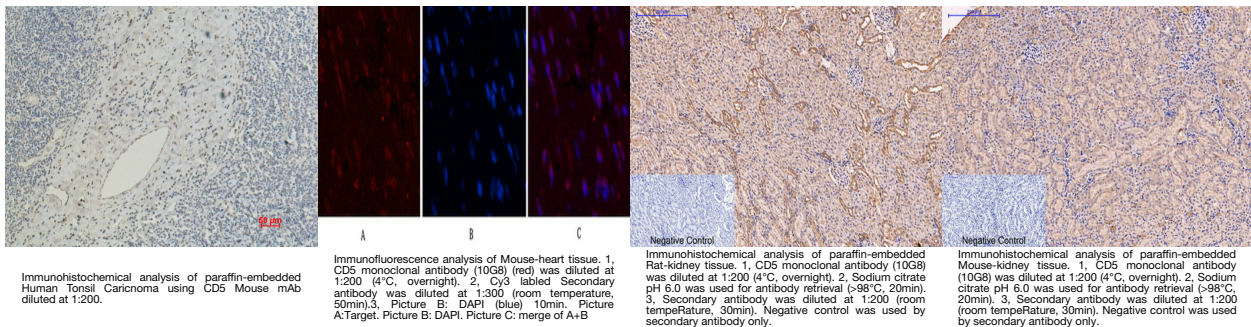 50 μm
Immunohistochemical analysis of paraffin-embedded
Human Tonsil Caricnoma using CD5 Mouse mAb
diluted at 1:200.
A B C
Immunofluorescence analysis of Mouse-heart tissue. 1,
CD5 monoclonal antibody (10G8) (red) was diluted at
1:200 (4°C, overnight). 2, Cy3 labled Secondary
antibody was diluted at 1:300 (room temperature,
50min).3, Picture B: DAPI (blue) 10min. Picture
A:Target. Picture B: DAPI. Picture C: merge of A+B
Negative Control
Immunohistochemical analysis of paraffin-embedded
Rat-kidney tissue. 1, CD5 monoclonal antibody (10G8)
was diluted at 1:200 (4°C, overnight). 2, Sodium citrate
pH 6.0 was used for antibody retrieval (>98°C, 20min).
3, Secondary antibody was diluted at 1:200 (room
tempeRature, 30min). Negative control was used by
secondary antibody only.
Negative Control
Immunohistochemical analysis of paraffin-embedded
Mouse-kidney tissue. 1, CD5 monoclonal antibody
(10G8) was diluted at 1:200 (4°C, overnight). 2, Sodium
citrate pH 6.0 was used for antibody retrieval (>98°C,
20min). 3, Secondary antibody was diluted at 1:200
(room tempeRature, 30min). Negative control was used
by secondary antibody only.